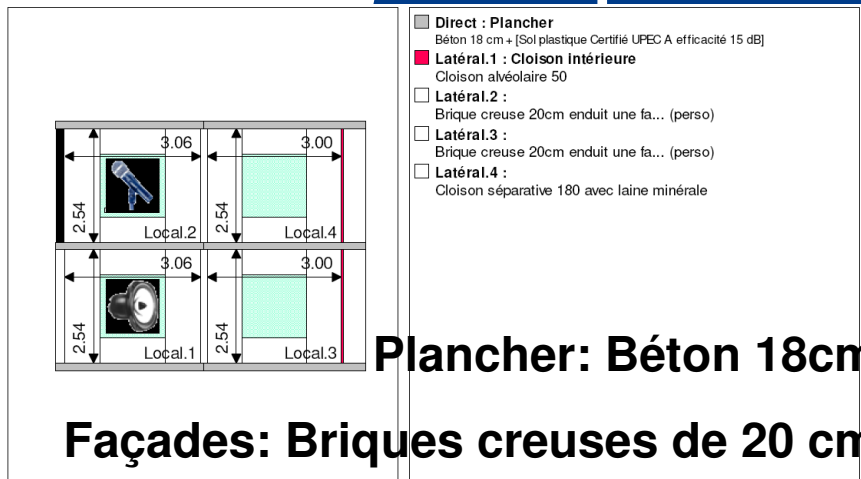 3.06
3.00
2.54
2.54
Local.2
Local.4
3.06
3.00
2.54
2.54
Local.1
Local.3
Direct : Plancher
Béton 18 cm + [Sol plastique Certifié UPEC A efficacité 15 dB]
Latéral.1 : Cloison intérieure
Cloison alvéolaire 50
Latéral.2 :
Brique creuse 20cm enduit une fa... (perso)
Latéral.3 :
Brique creuse 20cm enduit une fa... (perso)
Latéral.4 :
Cloison séparative 180 avec laine minérale
Plancher: Béton 18cm
Façades: Briques creuses de 20 cm